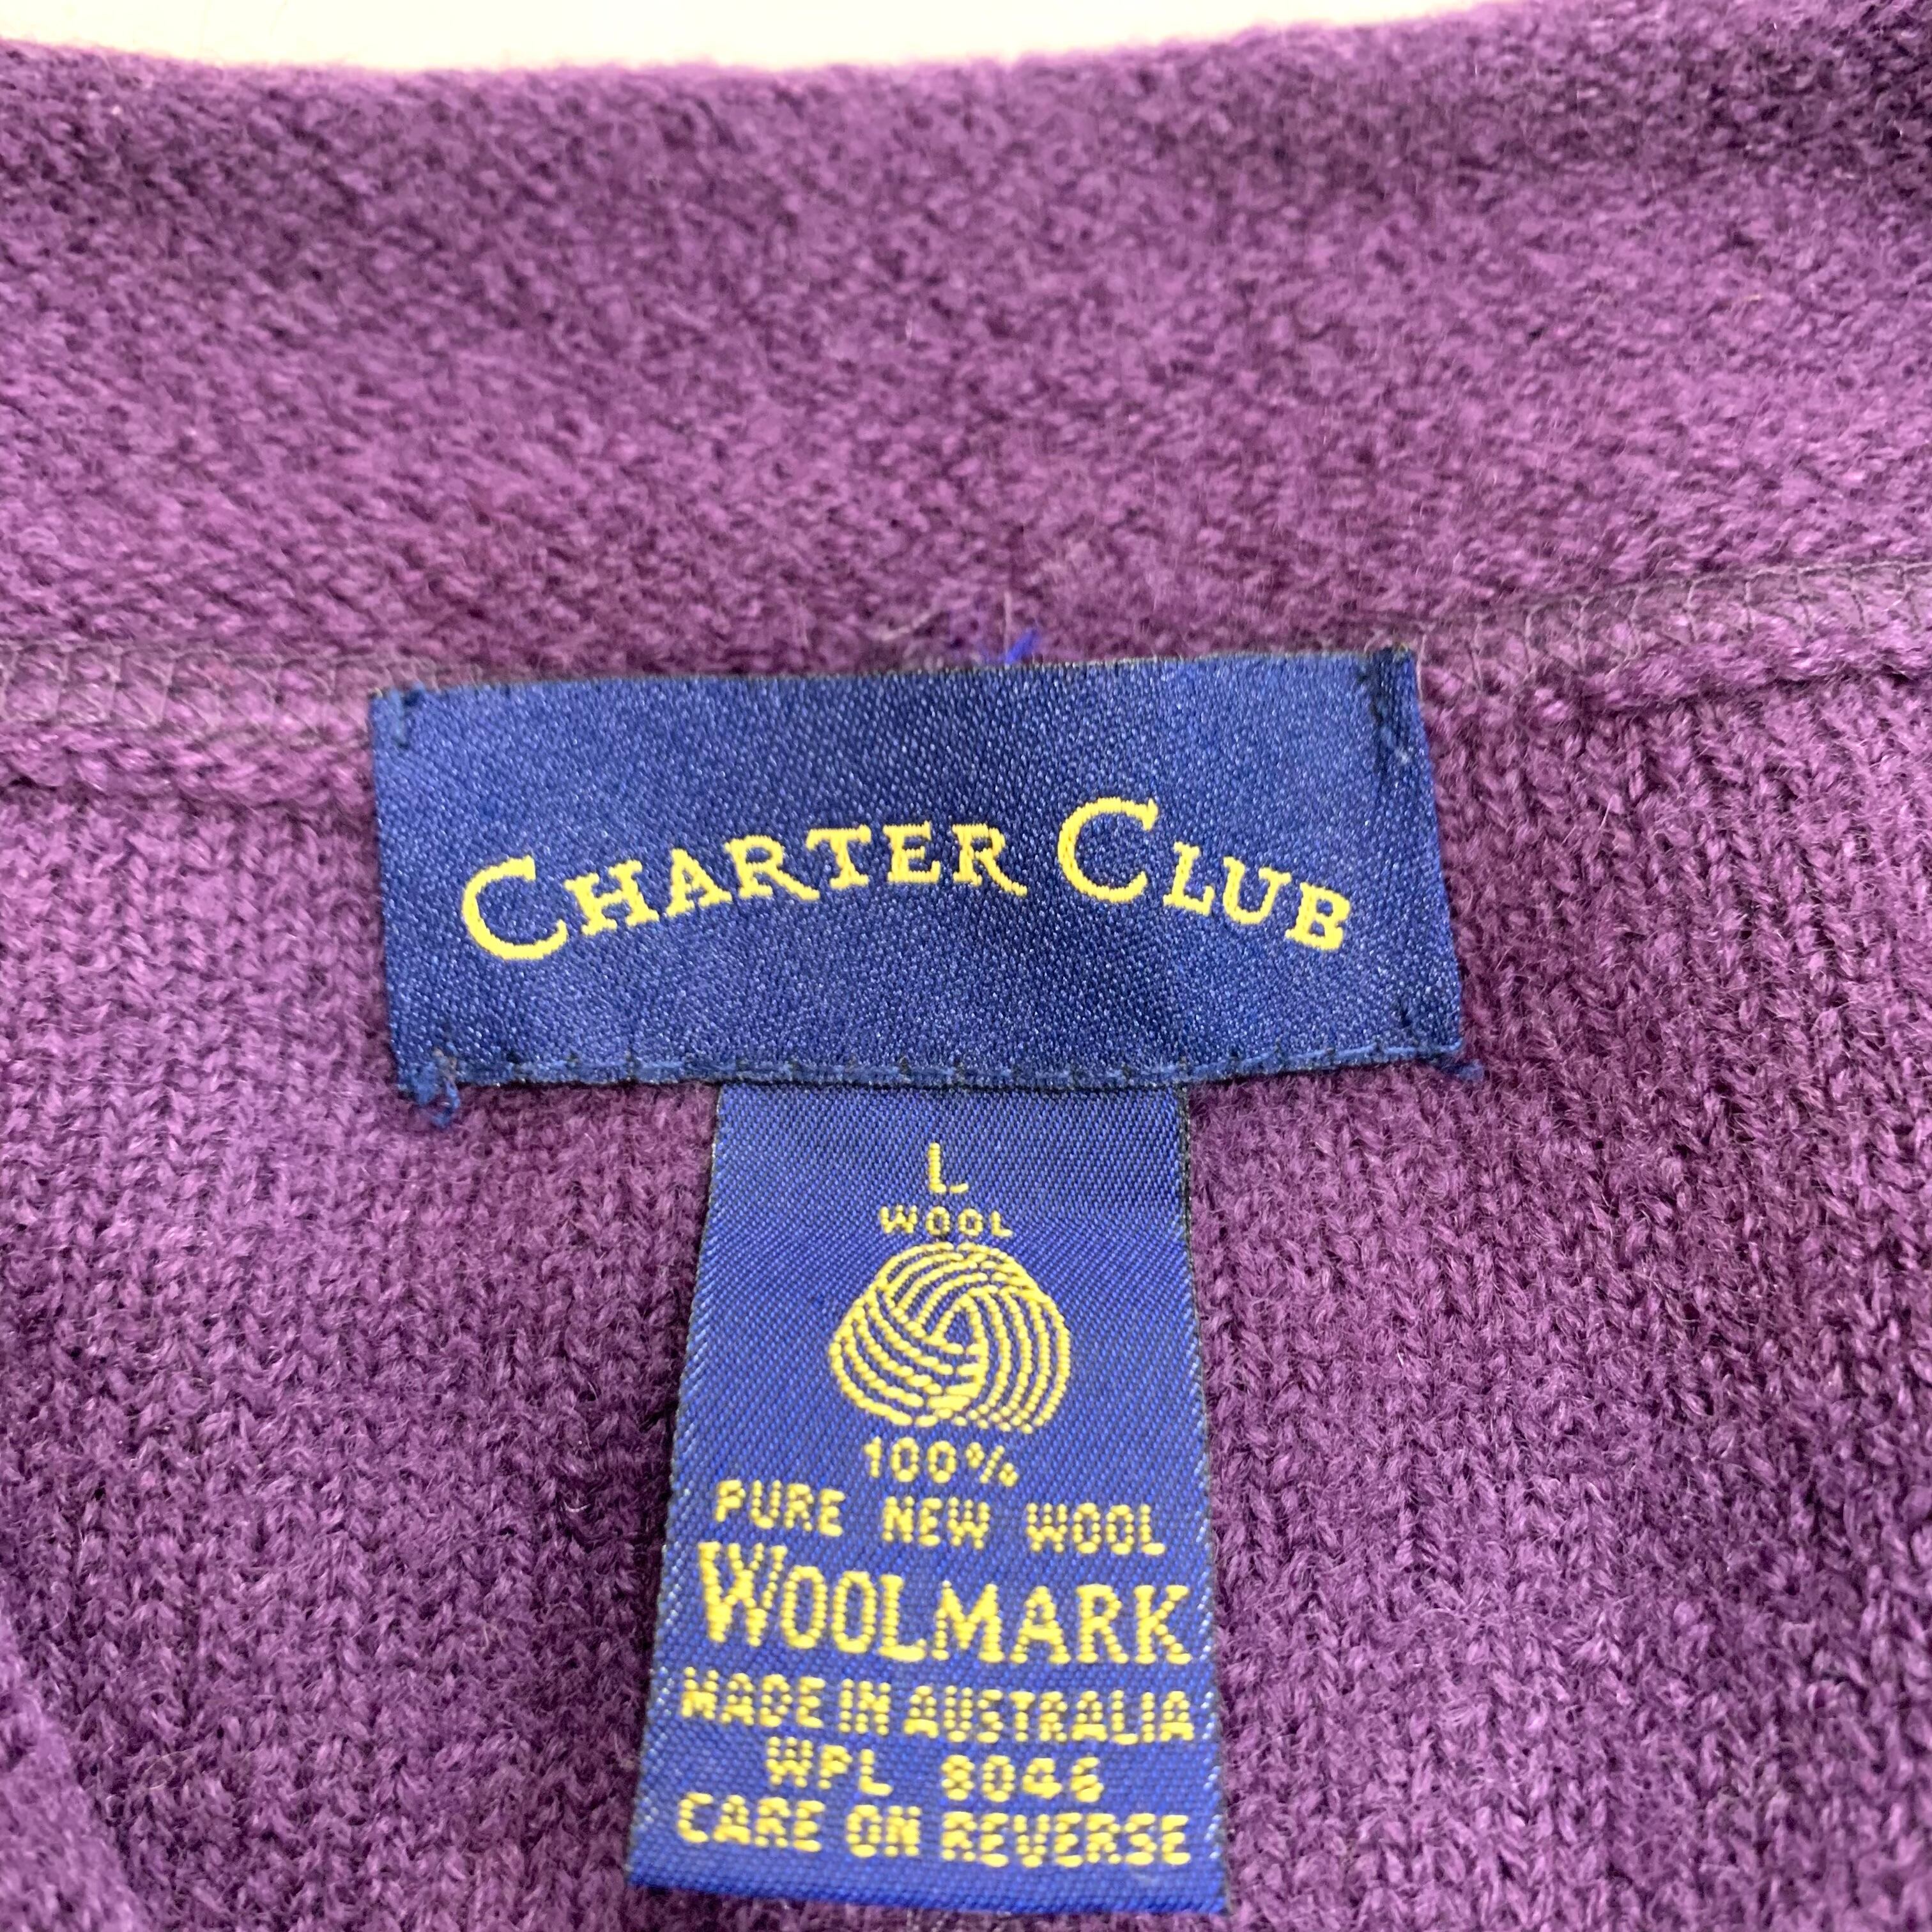 CHARTER CLUB
L
WOOL
100%
PURE NEW WOOL
WOOLMARK
MADE IN AUSTRALIA
WPL 8046
CARE ON REVERSE